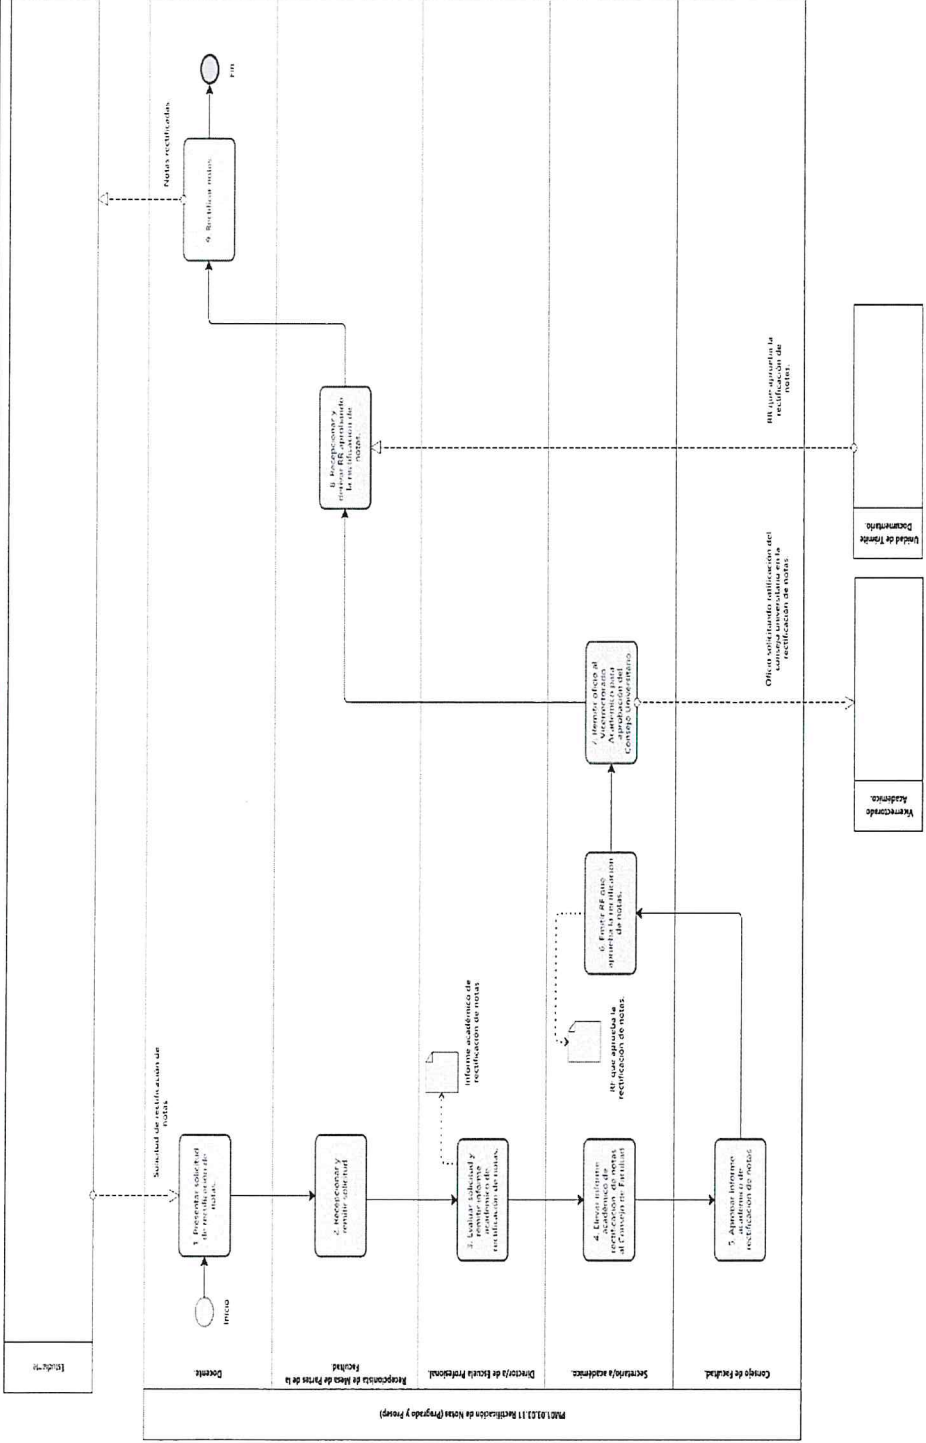 Estudiante
PM01.01.03.11 Rectificación de Notas (Pregrado y Prosep)
Docente.
Recepcionista de Mesa de Partes de la
Facultad.
Director/a de Escuela Profesional.
Secretario/a académico.
Consejo de Facultad.
Inicio
Solicitud de rectificación de
notas
1. Presentar solicitud
de rectificación de
notas.
2. Recepcionar y
remitir solicitud
3. Evaluar solicitud y
remitir informe
académico de
rectificación de notas.
Informe académico de
rectificación de notas
4. Elevar informe
académico de
rectificación de notas
al Consejo de Facultad
5. Aprobar informe
académico de
rectificación de notas
6. Emitir RF que
aprueba la rectificación
de notas.
RF que aprueba la
rectificación de notas.
7. Remitir oficio al
Vicerrectorado
Académico para
aprobación del
Consejo Universitario
Oficio solicitando ratificación del
consejo universitario en la
rectificación de notas.
Vicerrectorado
Académico.
8. Recepcionar y
derivar RR aprobando
la rectificación de
notas.
RR que aprueba la
rectificación de
notas.
Unidad de Trámite
Documentario.
9. Rectificar notas
Notas rectificadas
Fin